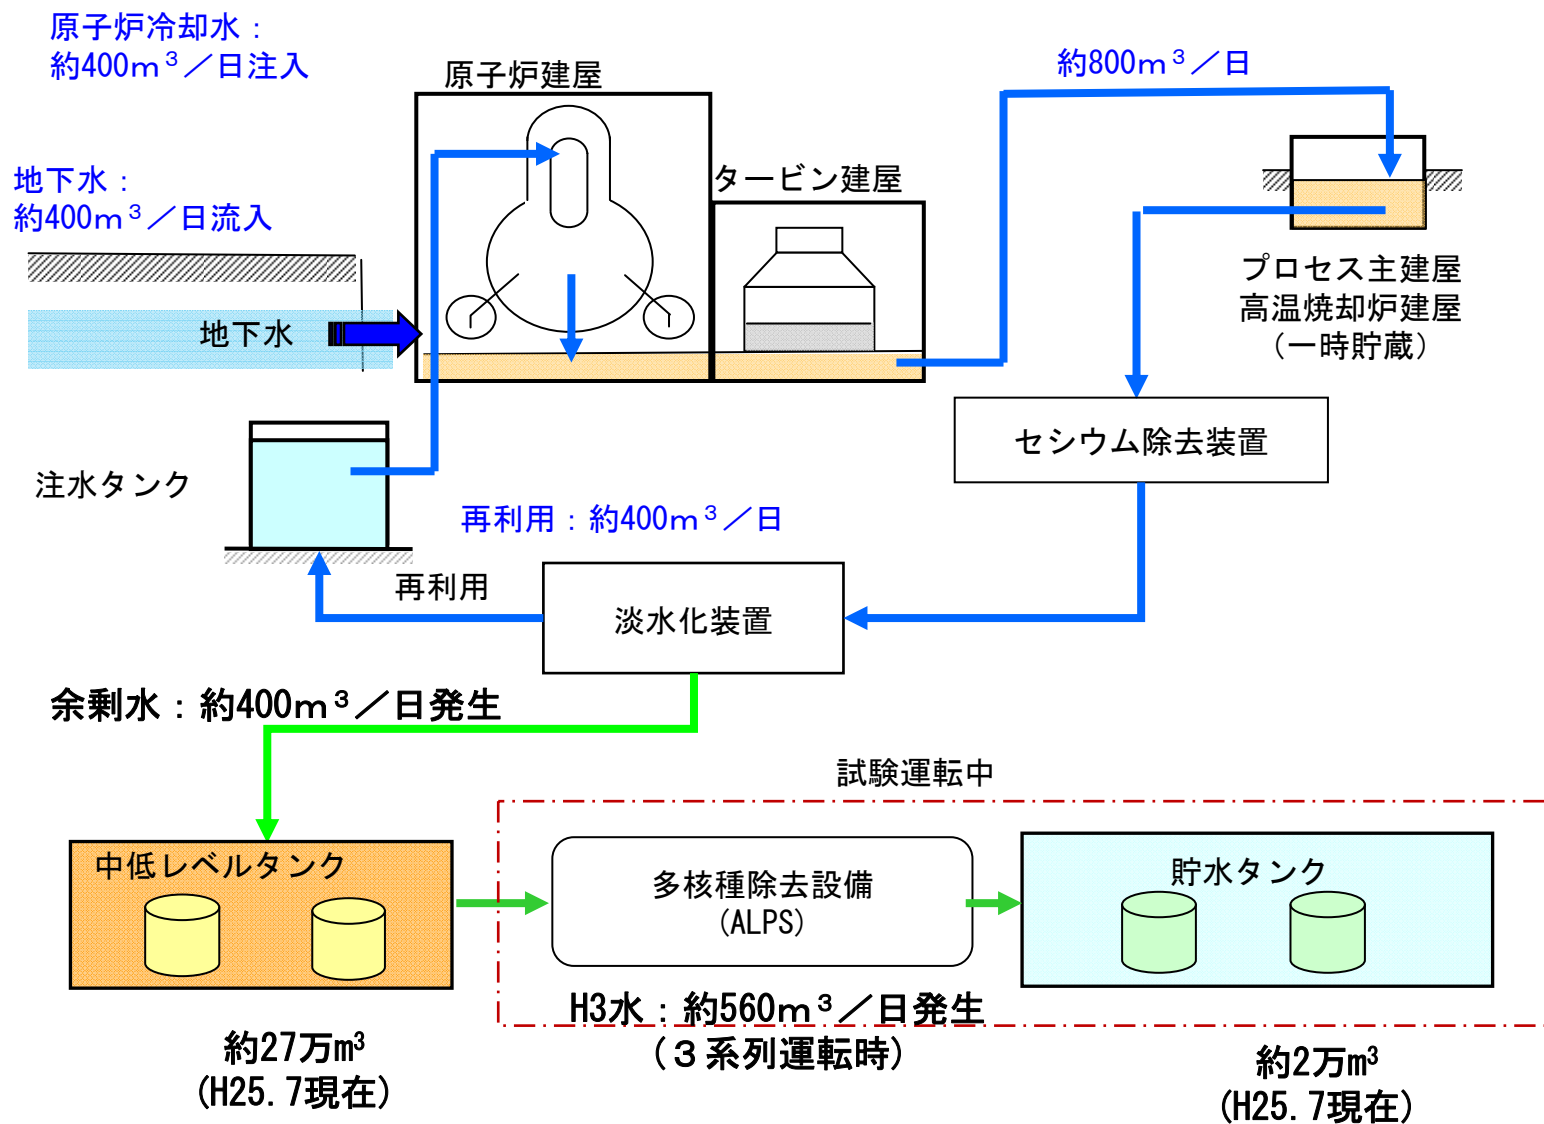 原子炉冷却水：
約400m³／日注入
原子炉建屋
約800m³／日
地下水：
約400m³／日流入
タービン建屋
地下水
プロセス主建屋
高温焼却炉建屋
（一時貯蔵）
セシウム除去装置
注水タンク
再利用：約400m³／日
再利用
淡水化装置
余剰水：約400m³／日発生
試験運転中
中低レベルタンク
多核種除去設備
(ALPS)
貯水タンク
H3水：約560m³／日発生
（３系列運転時）
約27万m³
(H25.7現在)
約2万m³
(H25.7現在)